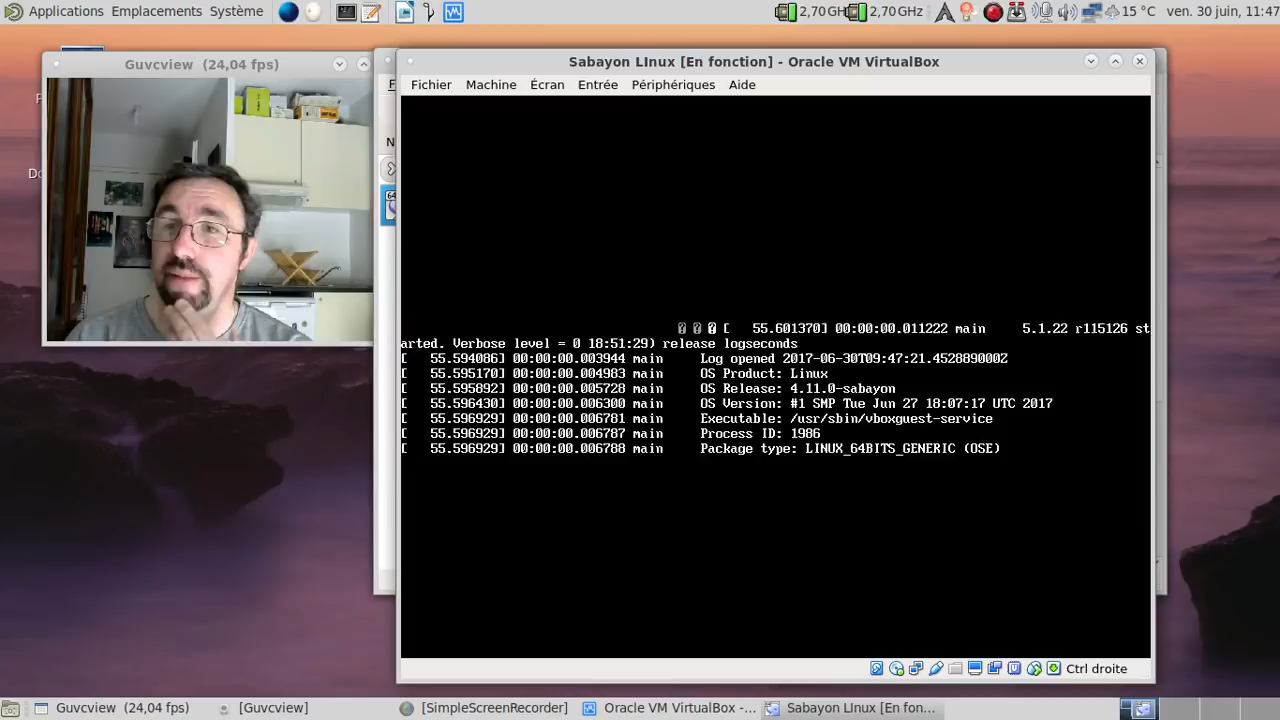 Applications Emplacements Système
2,70 GH 2,70 GHz 15 °C ven. 30 juin, 11:47
Guvcview (24,04 fps)
Sabayon LInux [En fonction] - Oracle VM VirtualBox
Fichier Machine Écran Entrée Périphériques Aide
[ 55.601370] 00:00:00.011222 main 5.1.22 r115126 st
arted. Verbose level = 0 18:51:29) release logseconds
[ 55.594086] 00:00:00.003944 main Log opened 2017-06-30T09:47:21.452889000Z
[ 55.595170] 00:00:00.004983 main OS Product: Linux
[ 55.595892] 00:00:00.005728 main OS Release: 4.11.0-sabayon
[ 55.596430] 00:00:00.006300 main OS Version: #1 SMP Tue Jun 27 18:07:17 UTC 2017
[ 55.596929] 00:00:00.006781 main Executable: /usr/sbin/vboxguest-service
[ 55.596929] 00:00:00.006787 main Process ID: 1986
[ 55.596929] 00:00:00.006788 main Package type: LINUX_64BITS_GENERIC (OSE)
Ctrl droite
Guvcview (24,04 fps) [Guvcview] [SimpleScreenRecorder] Oracle VM VirtualBox -... Sabayon LInux [En fon...